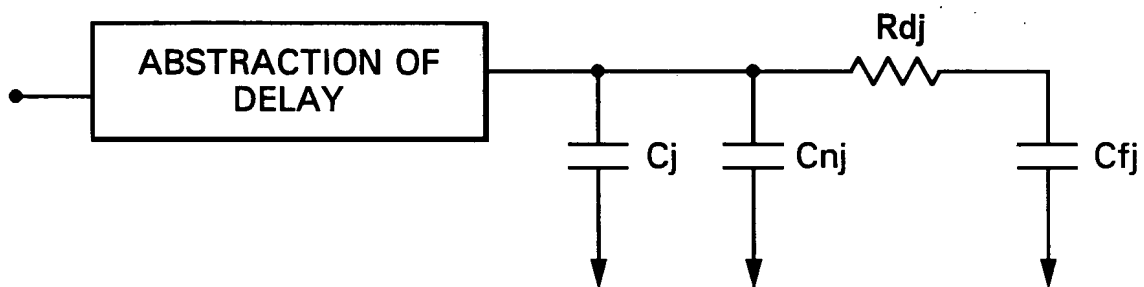 ABSTRACTION OF
DELAY
Rdj
Cj
Cnj
Cfj